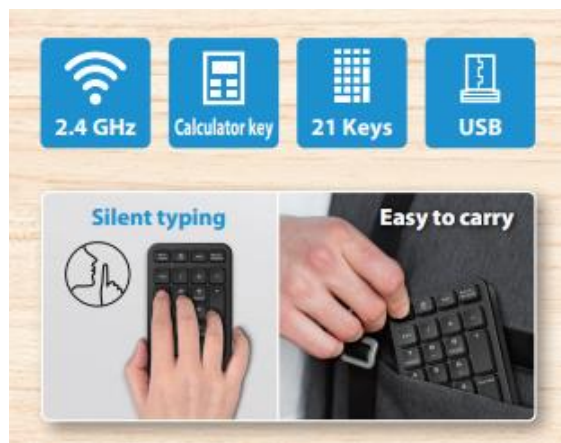 2.4 GHz
Calculator key
21 Keys
USB
Silent typing
Easy to carry